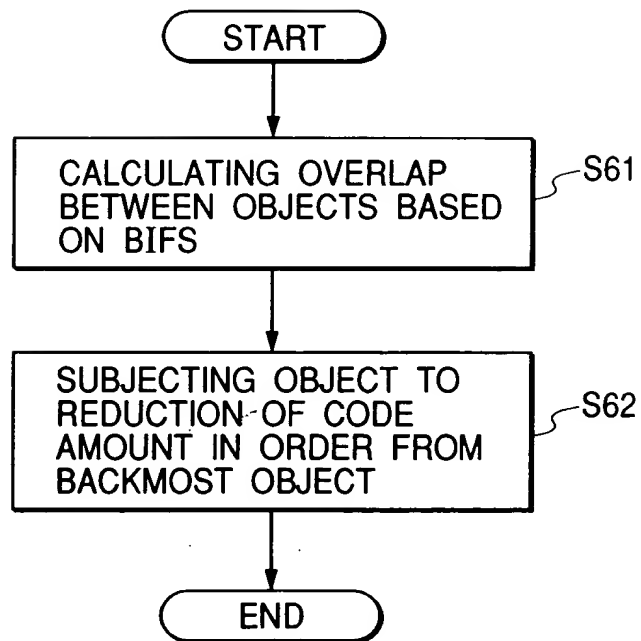 START
CALCULATING OVERLAP
BETWEEN OBJECTS BASED
ON BIFS
S61
SUBJECTING OBJECT TO
REDUCTION OF CODE
AMOUNT IN ORDER FROM
BACKMOST OBJECT
S62
END